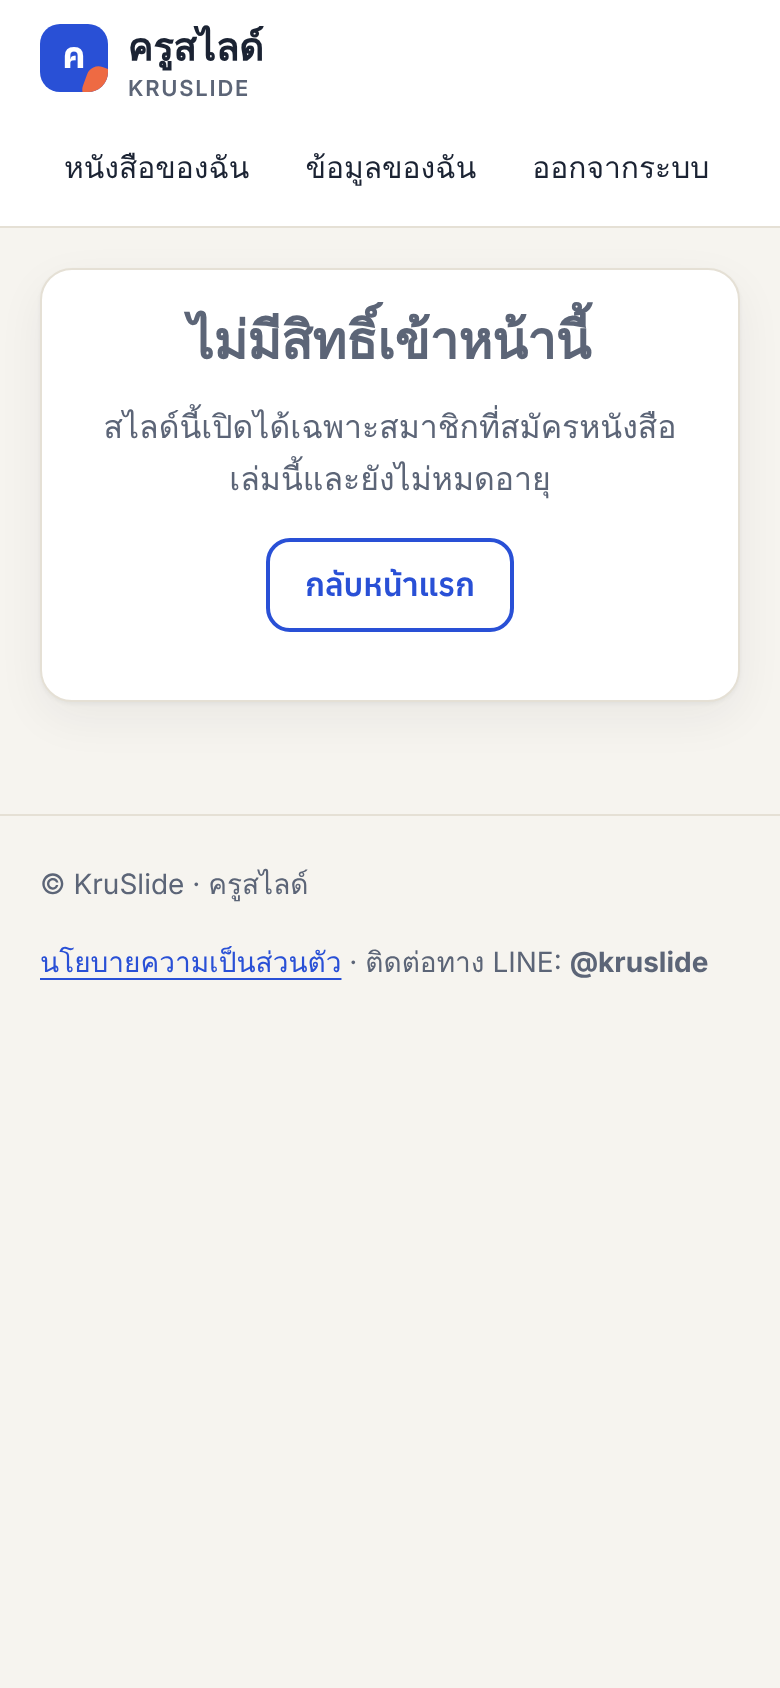 ค
ครูสไลด์
KRUSLIDE
หนังสือของฉัน ข้อมูลของฉัน ออกจากระบบ
ไม่มีสิทธิ์เข้าหน้านี้
สไลด์นี้เปิดได้เฉพาะสมาชิกที่สมัครหนังสือ
เล่มนี้และยังไม่หมดอายุ
กลับหน้าแรก
© KruSlide · ครูสไลด์
นโยบายความเป็นส่วนตัว · ติดต่อทาง LINE: @kruslide